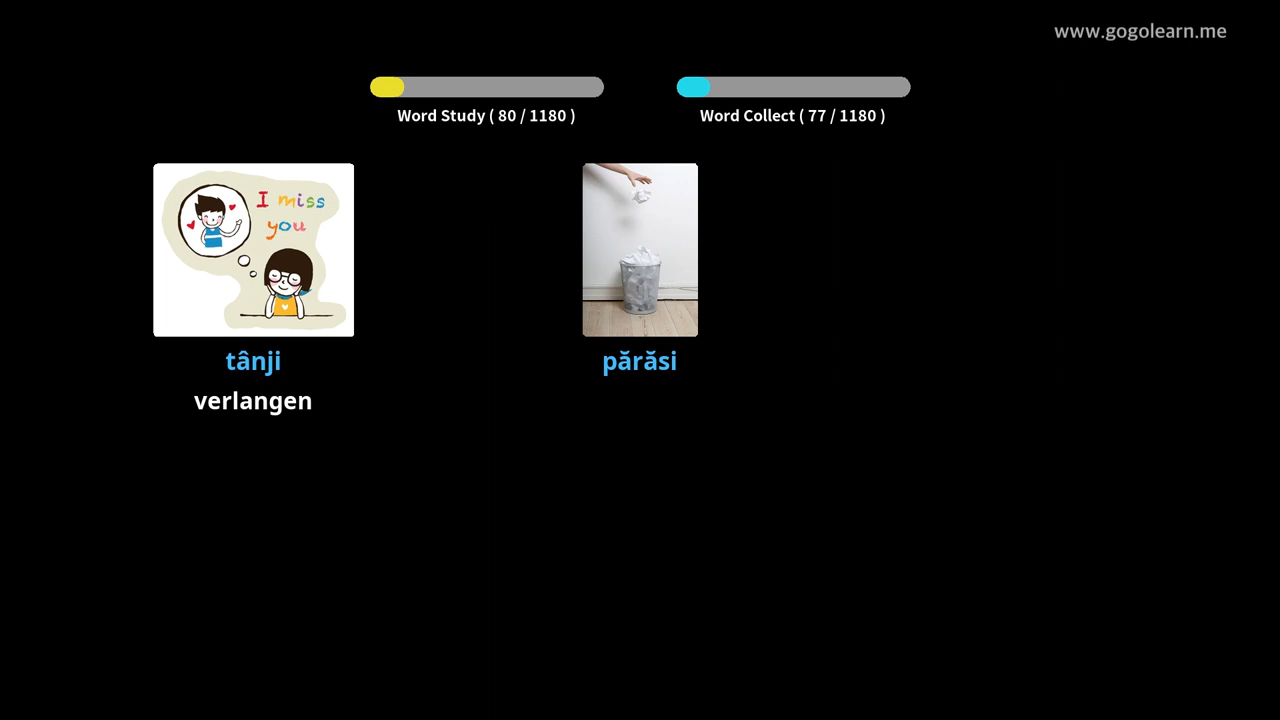 www.gogolearn.me
Word Study ( 80 / 1180 )
Word Collect ( 77 / 1180 )
I miss
you
tânji
părăsi
verlangen